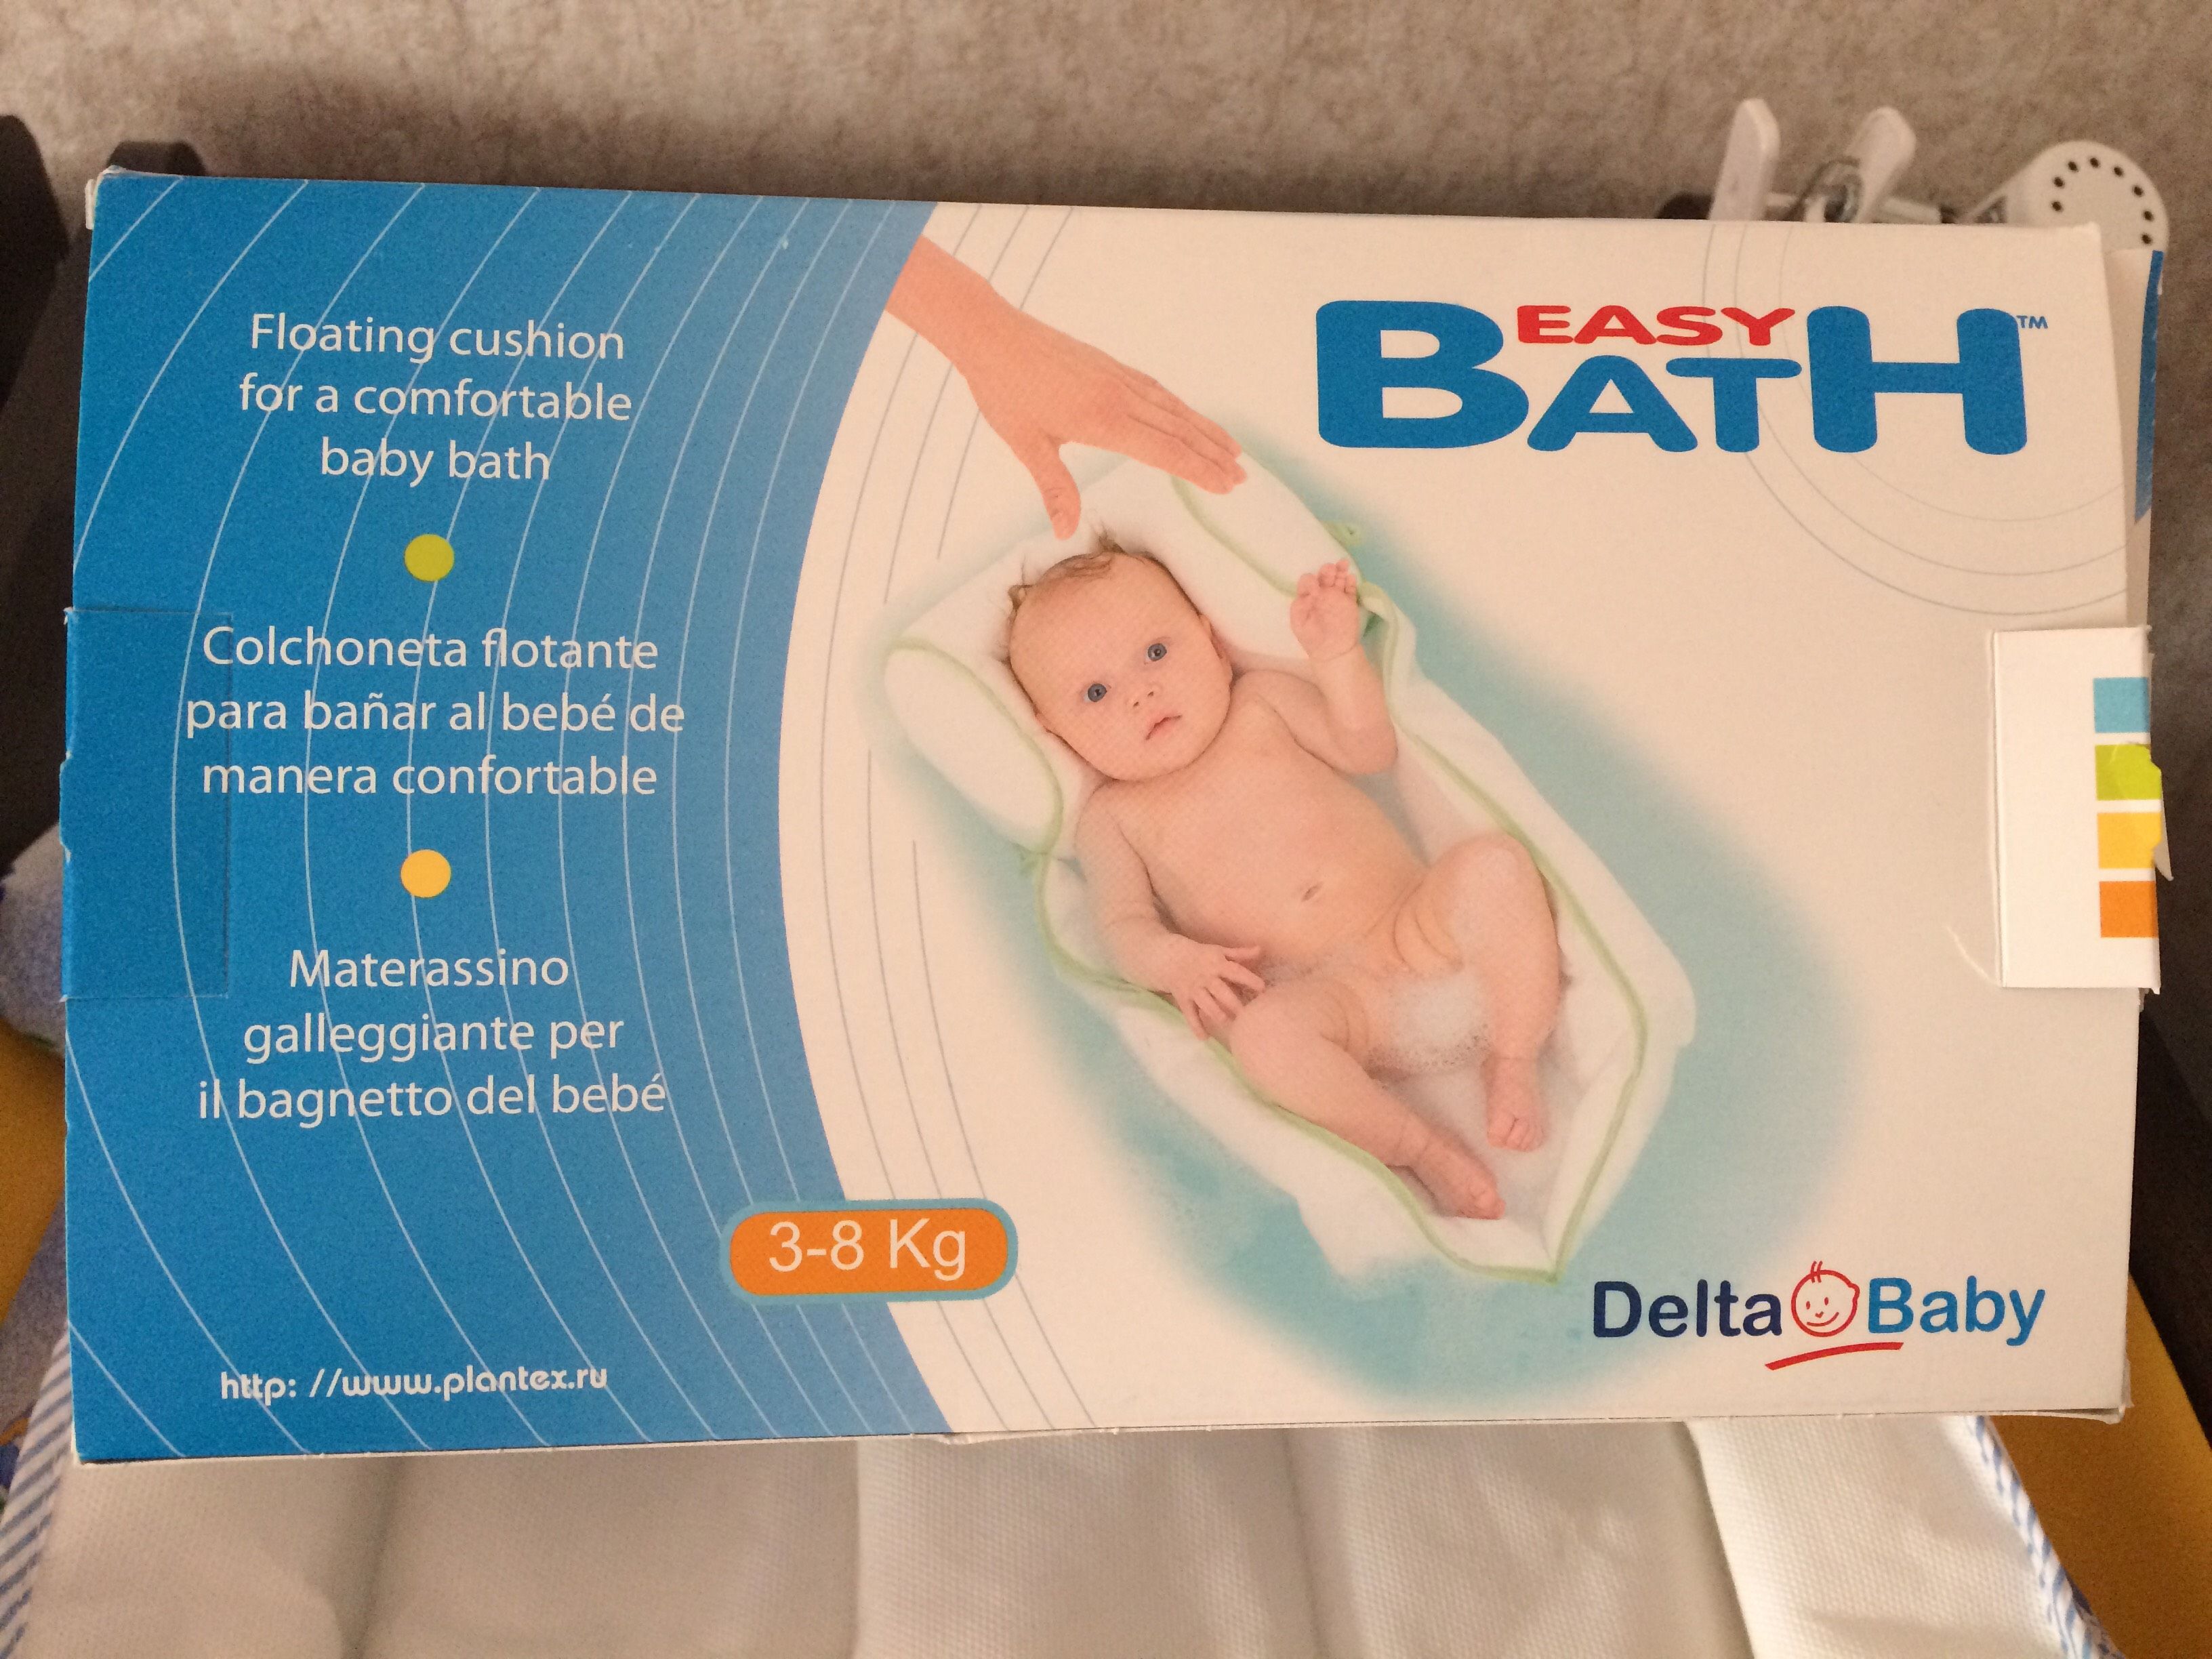 Floating cushion
for a comfortable
baby bath
Colchoneta flotante
para bañar al bebé de
manera confortable
Materassino
galleggiante per
il bagnetto del bebé
3-8 Kg
http: //www.plantex.ru
EASY
BATH™
Delta Baby